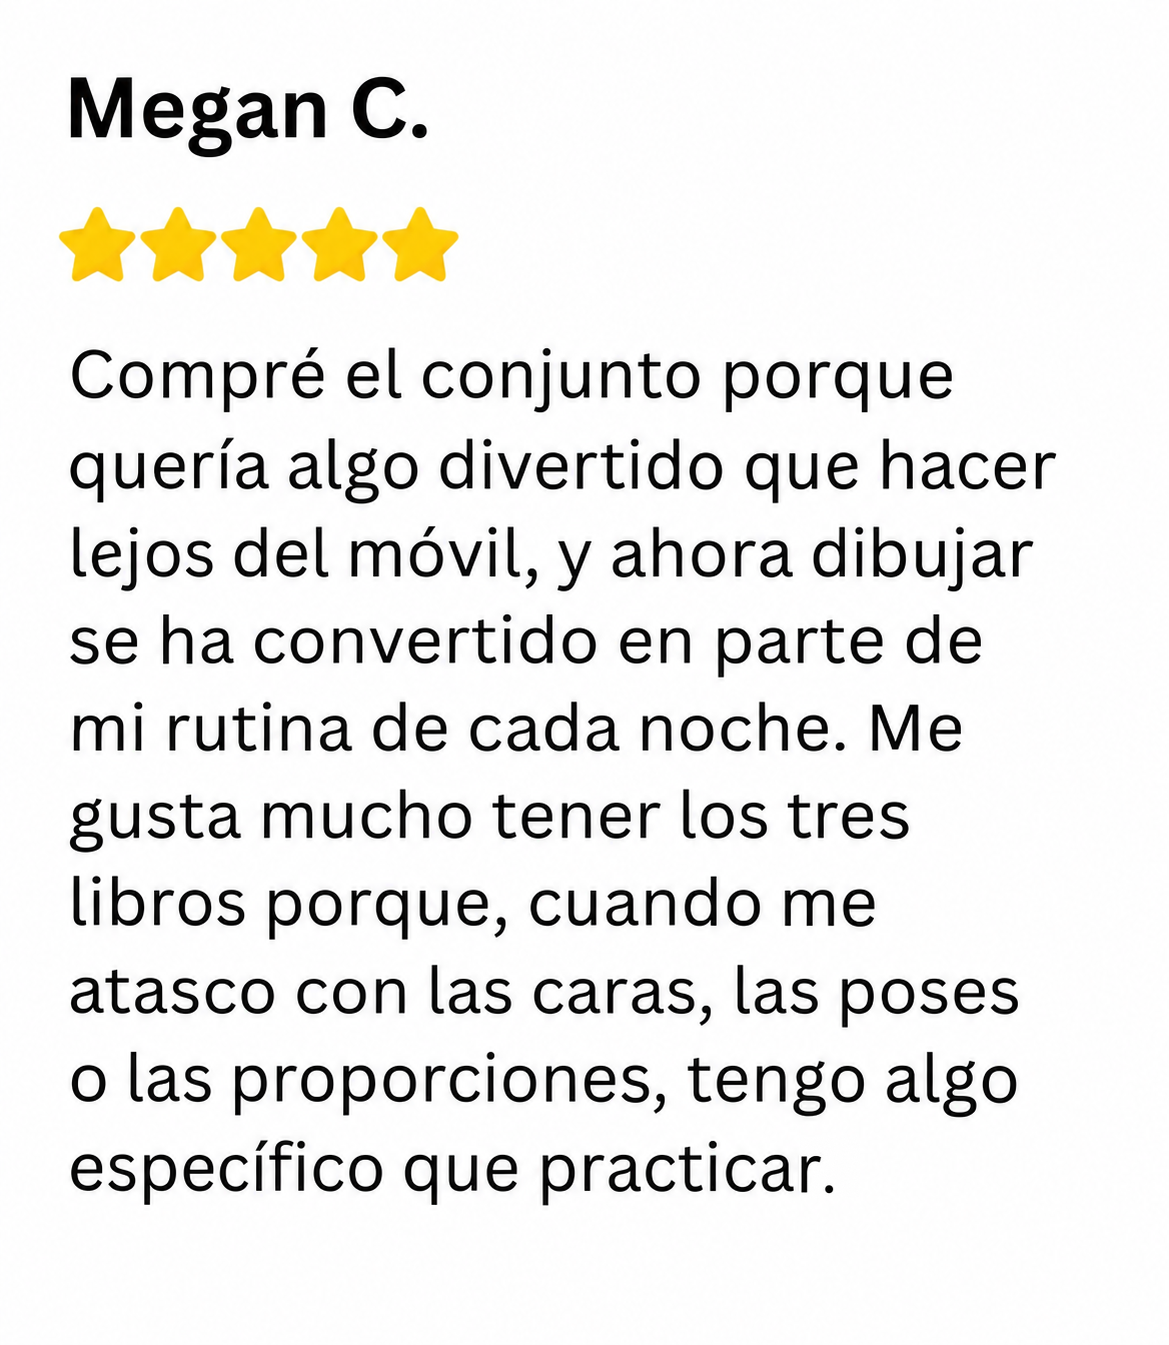 Megan C.
Compré el conjunto porque
quería algo divertido que hacer
lejos del móvil, y ahora dibujar
se ha convertido en parte de
mi rutina de cada noche. Me
gusta mucho tener los tres
libros porque, cuando me
atasco con las caras, las poses
o las proporciones, tengo algo
específico que practicar.